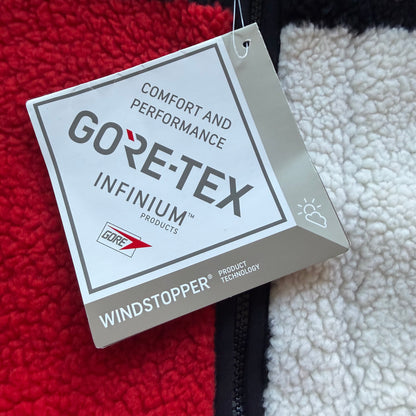 COMFORT AND
PERFORMANCE
GORE-TEX
INFINIUM™
PRODUCTS
GORE
WINDSTOPPER® PRODUCT
TECHNOLOGY